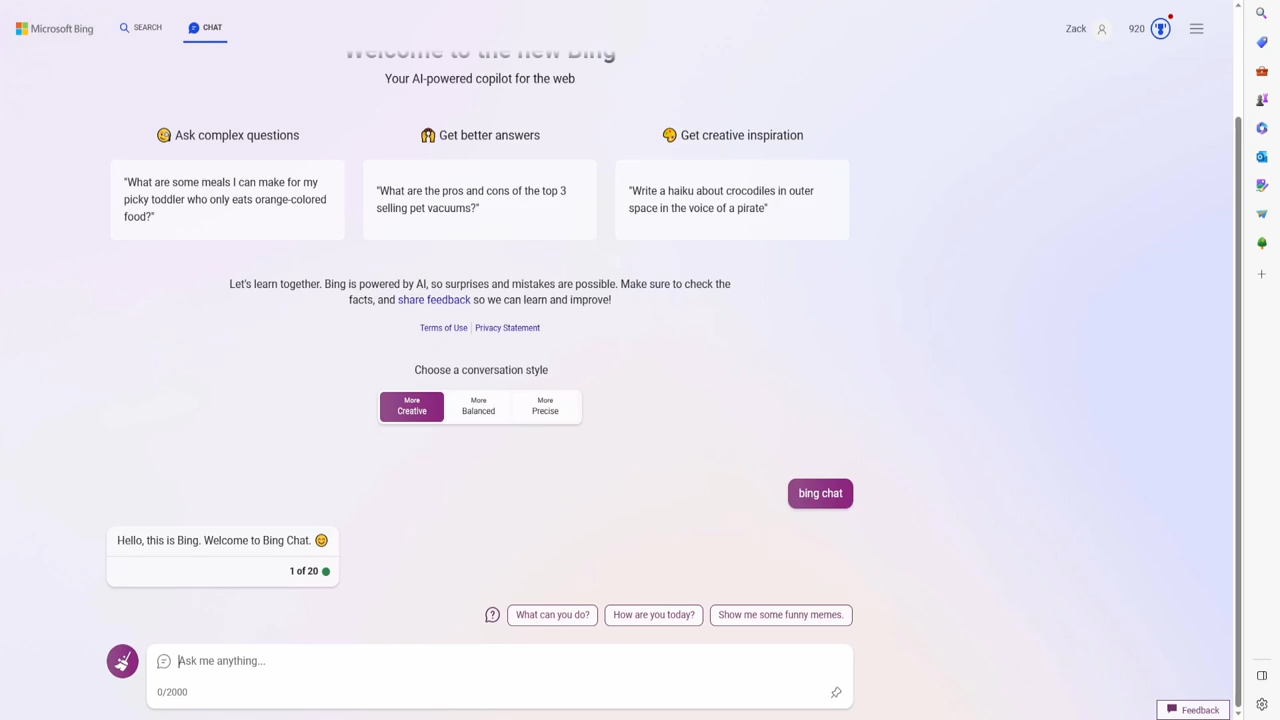 Microsoft Bing
SEARCH
CHAT
Zack
920
Welcome to the new Bing
Your AI-powered copilot for the web
Ask complex questions
Get better answers
Get creative inspiration
"What are some meals I can make for my
picky toddler who only eats orange-colored
food?"
"What are the pros and cons of the top 3
selling pet vacuums?"
"Write a haiku about crocodiles in outer
space in the voice of a pirate"
Let's learn together. Bing is powered by AI, so surprises and mistakes are possible. Make sure to check the
facts, and share feedback so we can learn and improve!
Terms of Use | Privacy Statement
Choose a conversation style
More
Creative
More
Balanced
More
Precise
bing chat
Hello, this is Bing. Welcome to Bing Chat.
1 of 20
What can you do?
How are you today?
Show me some funny memes.
Ask me anything...
0/2000
Feedback